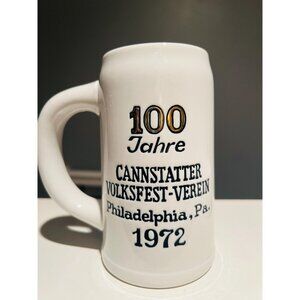 100
Jahre
CANNSTATTER
VOLKSFEST-VEREIN
Philadelphia, Pa.
1972